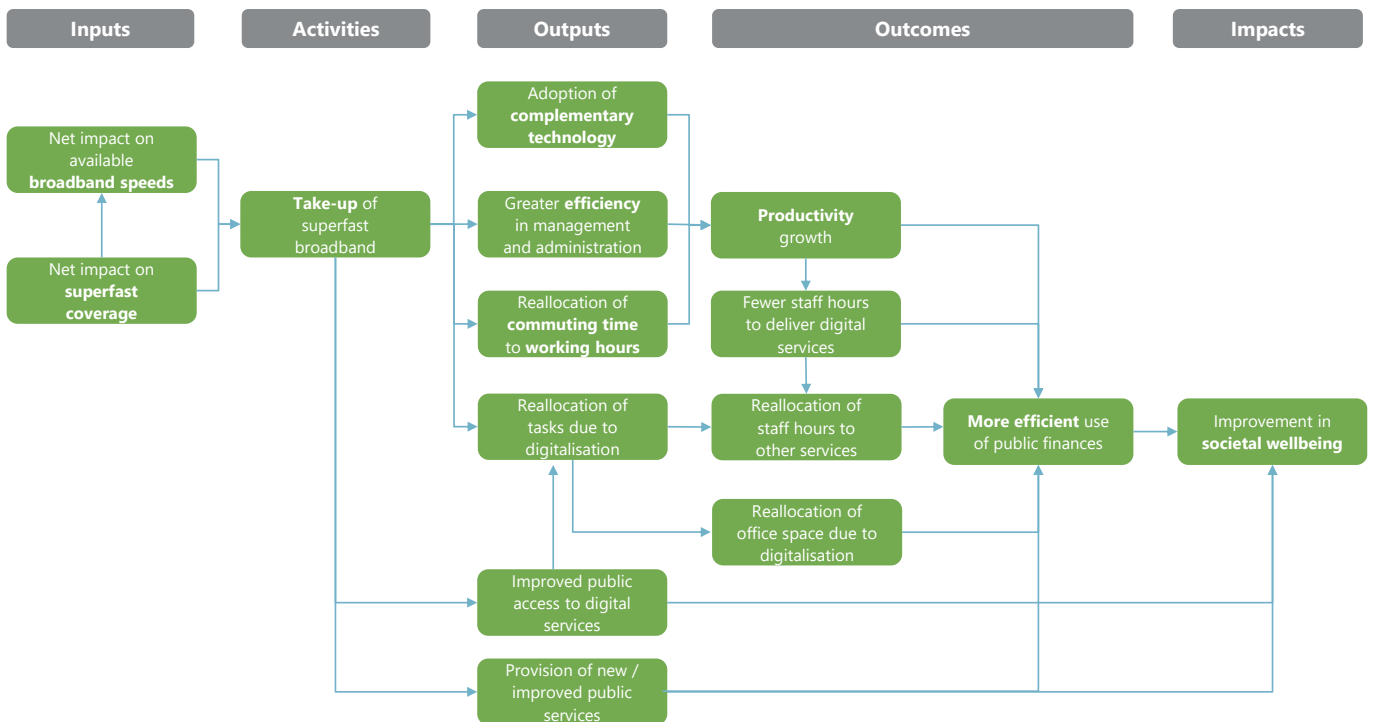 Inputs
Activities
Outputs
Outcomes
Impacts
Net impact on
available
broadband speeds
Net impact on
superfast
coverage
Take-up of
superfast
broadband
Adoption of
complementary
technology
Greater efficiency
in management
and administration
Reallocation of
commuting time
to working hours
Reallocation of
tasks due to
digitalisation
Improved public
access to digital
services
Provision of new /
improved public
services
Productivity
growth
Fewer staff hours
to deliver digital
services
Reallocation of
staff hours to
other services
Reallocation of
office space due to
digitalisation
More efficient use
of public finances
Improvement in
societal wellbeing